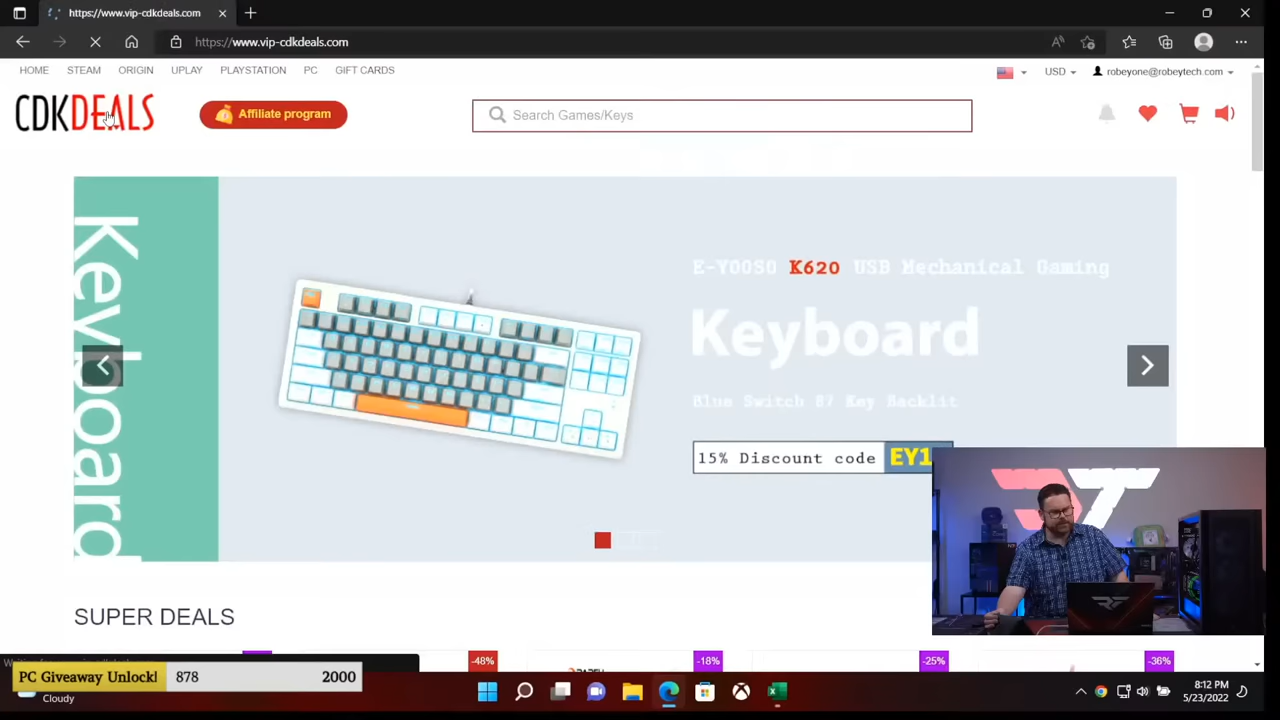 https://www.vip-cdkdeals.com
https://www.vip-cdkdeals.com
HOME STEAM ORIGIN UPLAY PLAYSTATION PC GIFT CARDS
USD robeyone@robeytech.com
CDKDEALS
Affiliate program
Search Games/Keys
Keyboard
E-YOOSO K620 USB Mechanical Gaming
Keyboard
Blue Switch 87 Key Backlit
15% Discount code EY1
SUPER DEALS
-48% -18% -25% -36%
PC Giveaway Unlock! 878 2000
Cloudy
8:12 PM
5/23/2022